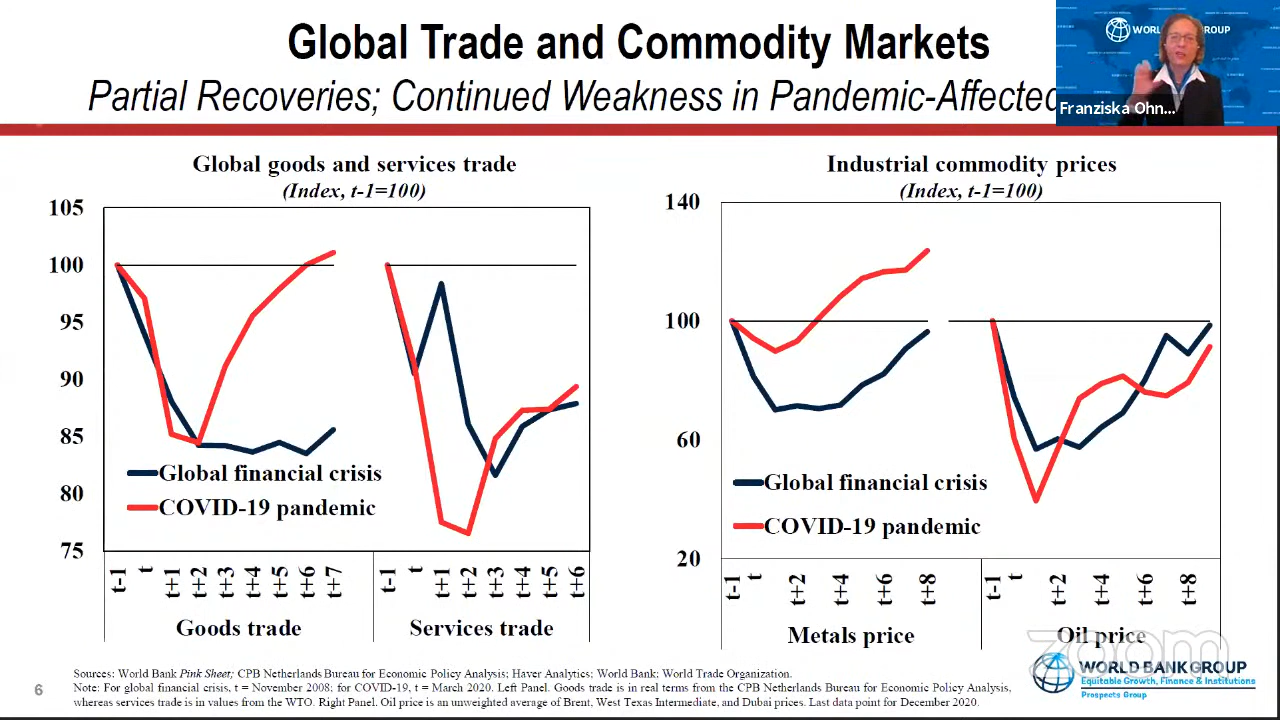 Global Trade and Commodity Markets
Partial Recoveries; Continued Weakness in Pandemic-Affected
WORLD BANK GROUP
Franziska Ohn...
Global goods and services trade
(Index, t-1=100)
105
100
95
90
85
80
75
Global financial crisis
COVID-19 pandemic
t-1
t
t+1
t+2
t+3
t+4
t+5
t+6
t+7
t-1
t
t+1
t+2
t+3
t+4
t+5
t+6
Goods trade
Services trade
Industrial commodity prices
(Index, t-1=100)
140
100
60
20
Global financial crisis
COVID-19 pandemic
t-1
t
t+2
t+4
t+6
t+8
t-1
t
t+2
t+4
t+6
t+8
Metals price
Oil price
zoom
Sources: World Bank Pink Sheet; CPB Netherlands Bureau for Economic Policy Analysis; Haver Analytics; World Bank; World Trade Organization.
Note: For global financial crisis, t = November 2008; for COVID-19, t = March 2020. Left Panel. Goods trade is in real terms from the CPB Netherlands Bureau for Economic Policy Analysis,
whereas services trade is in values from the WTO. Right Panel. Oil price is an unweighted average of Brent, West Texas Intermediate, and Dubai prices. Last data point for December 2020.
6
WORLD BANK GROUP
Equitable Growth, Finance & Institutions
Prospects Group